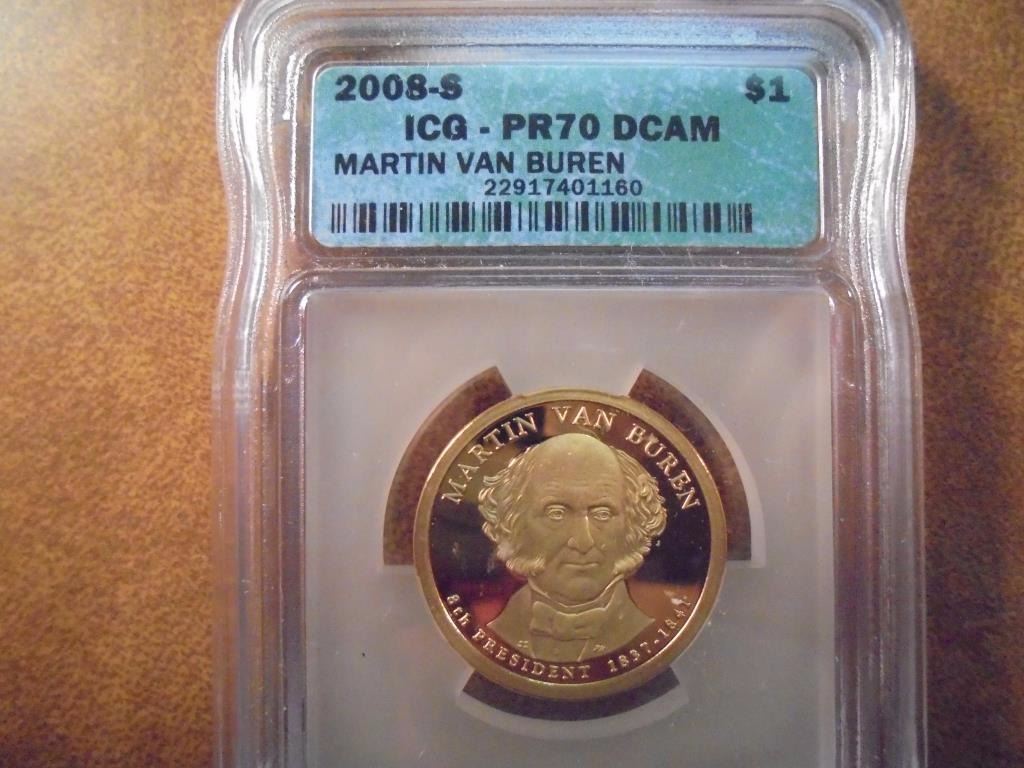 2008-S $1
ICG - PR70 DCAM
MARTIN VAN BUREN
22917401160
MARTIN VAN BUREN
8th PRESIDENT 1837-1841